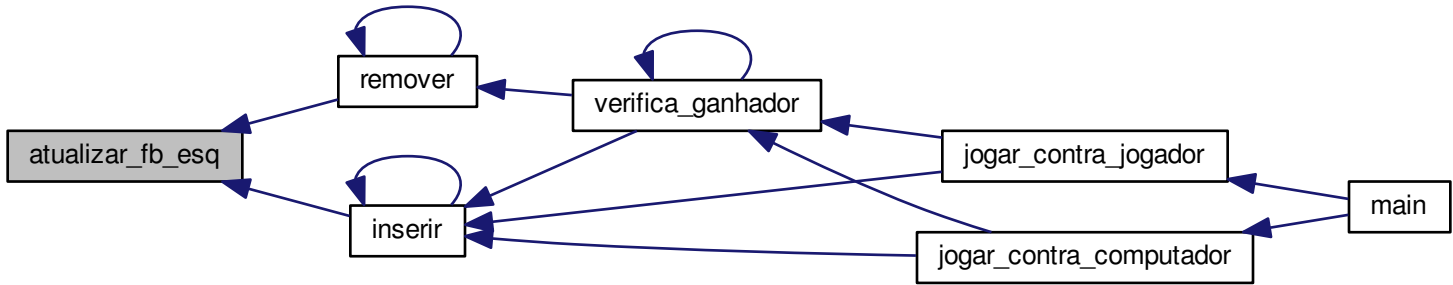 remover
verifica_ganhador
atualizar_fb_esq
jogar_contra_jogador
main
inserir
jogar_contra_computador